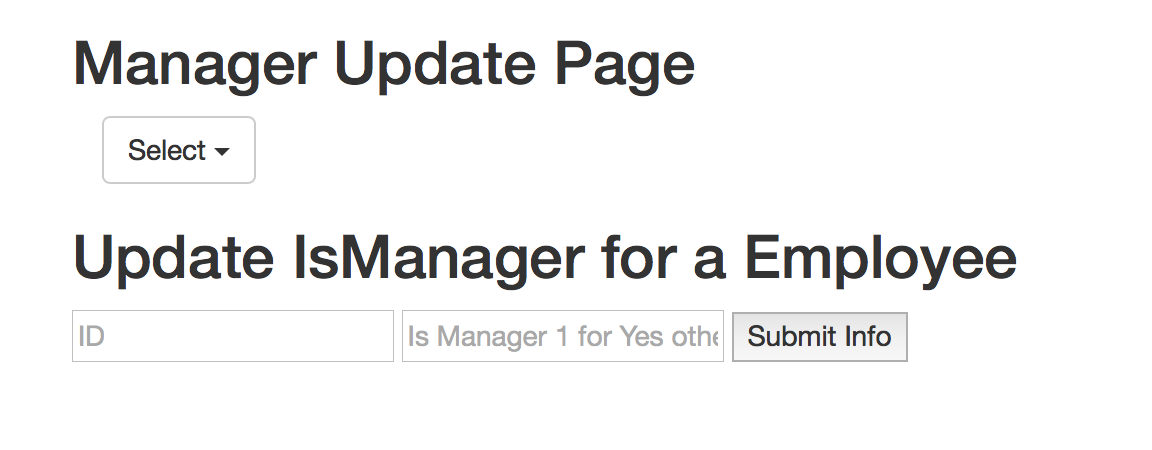 Manager Update Page
Select
Update IsManager for a Employee
ID Is Manager 1 for Yes othe Submit Info